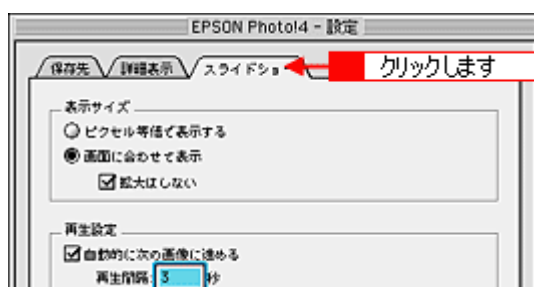 EPSON Photo!4 - 設定
保存先 詳細表示 スライドショ クリックします
表示サイズ
ピクセル等倍で表示する
画面に合わせて表示
拡大はしない
再生設定
自動的に次の画像に進める
再生間隔: 3 秒